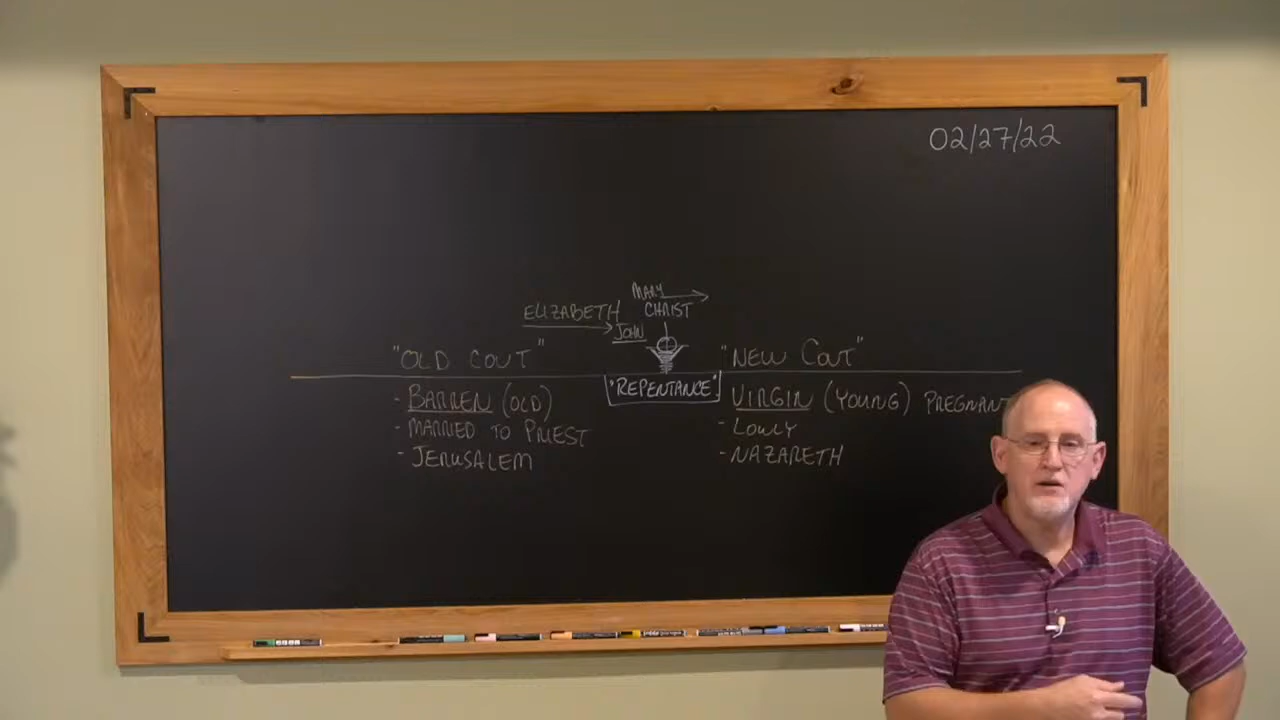 02/27/22
MARY
ELIZABETH CHRIST
JOHN
"OLD COVT" "NEW COVT"
"REPENTANCE"
- BARREN (OLD) VIRGIN (YOUNG) PREGNANT
- MARRIED TO PRIEST - LOWLY
- JERUSALEM - NAZARETH